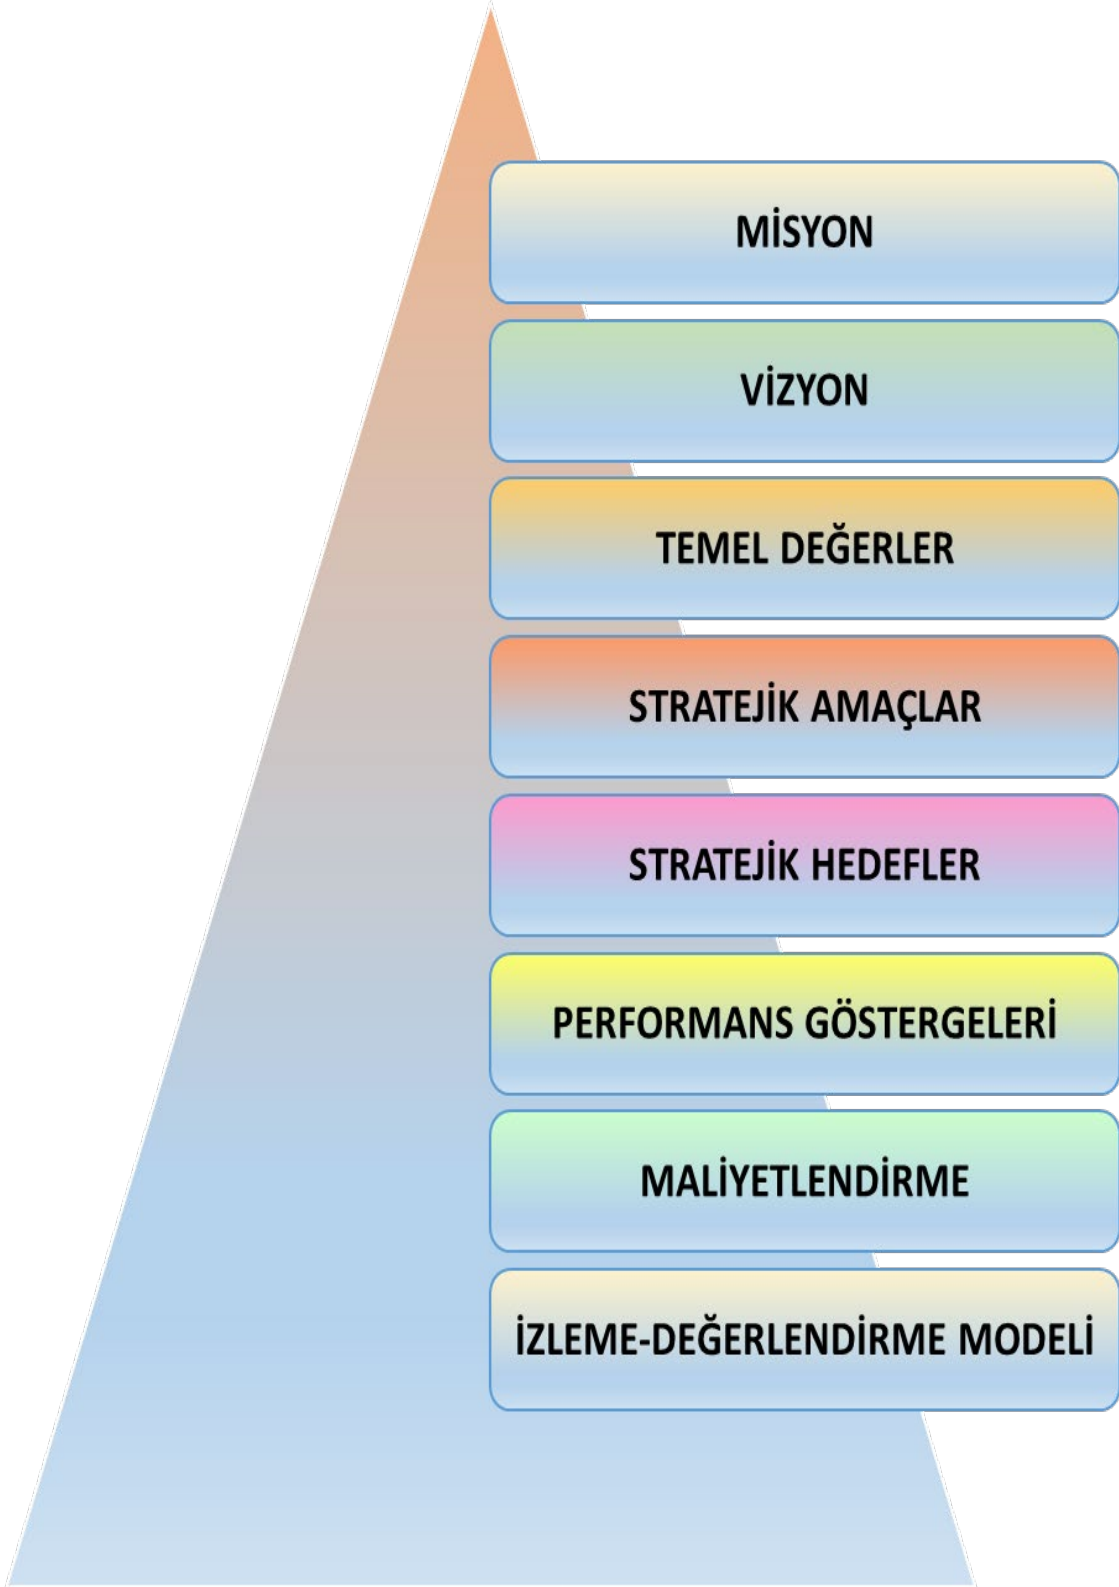 MİSYON
VİZYON
TEMEL DEĞERLER
STRATEJİK AMAÇLAR
STRATEJİK HEDEFLER
PERFORMANS GÖSTERGELERİ
MALİYETLENDİRME
İZLEME-DEĞERLENDİRME MODELİ